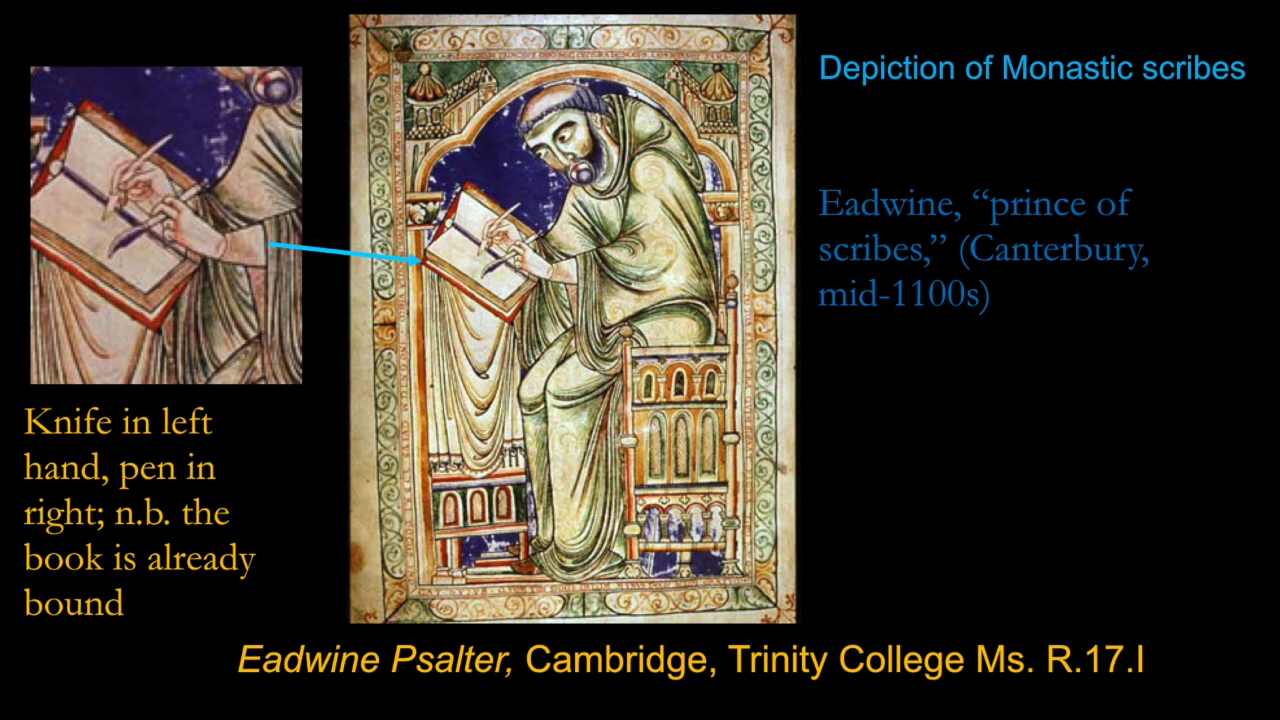 Depiction of Monastic scribes
Eadwine, “prince of
scribes,” (Canterbury,
mid-1100s)
Knife in left
hand, pen in
right; n.b. the
book is already
bound
Eadwine Psalter, Cambridge, Trinity College Ms. R.17.I